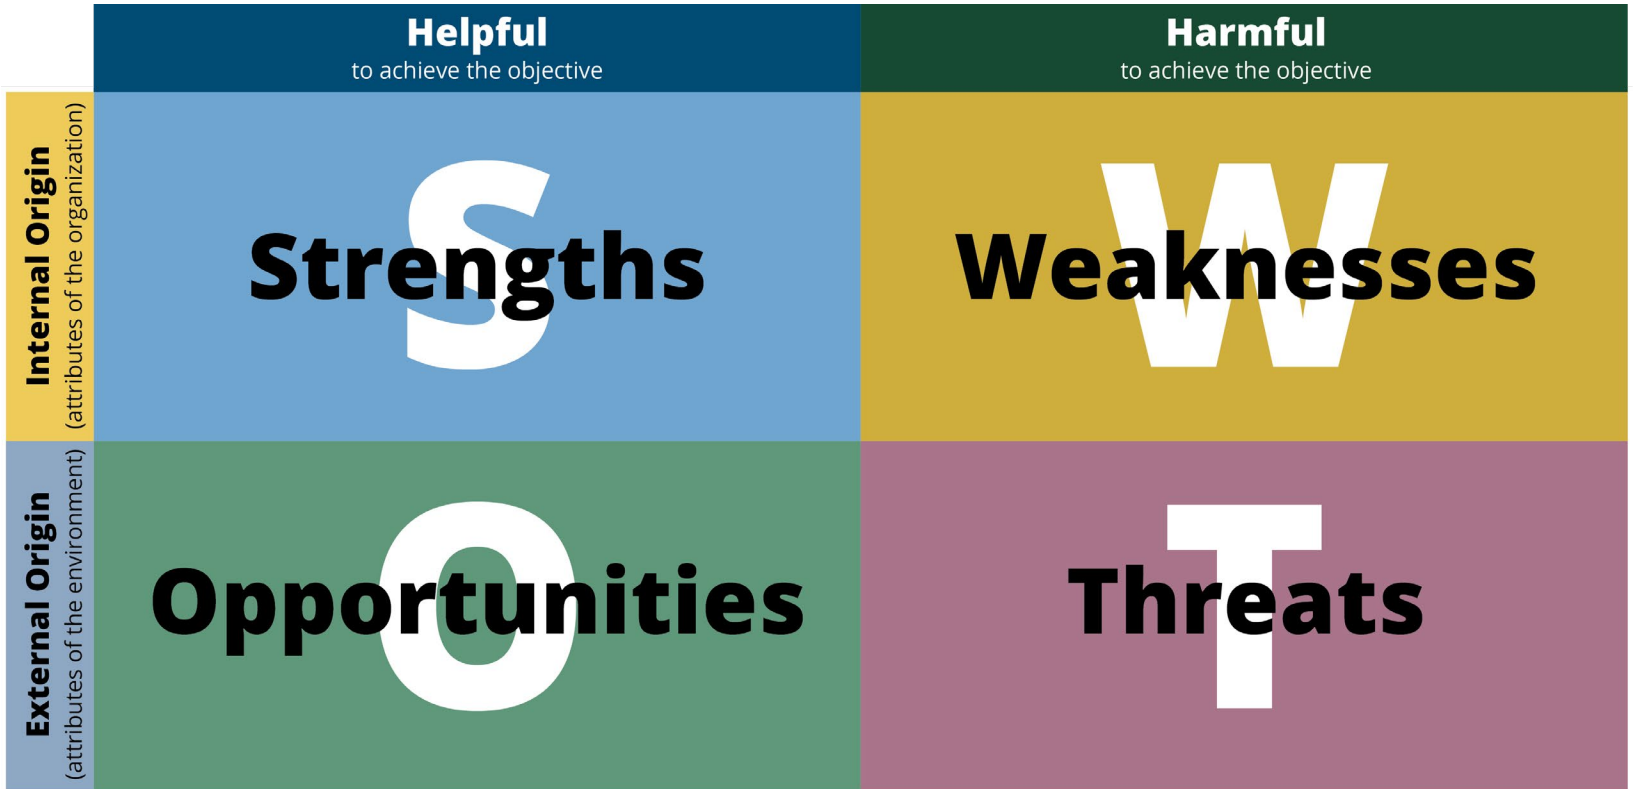 Helpful
to achieve the objective
Harmful
to achieve the objective
Internal Origin
(attributes of the organization)
S
Strengths
W
Weaknesses
External Origin
(attributes of the environment)
O
Opportunities
T
Threats